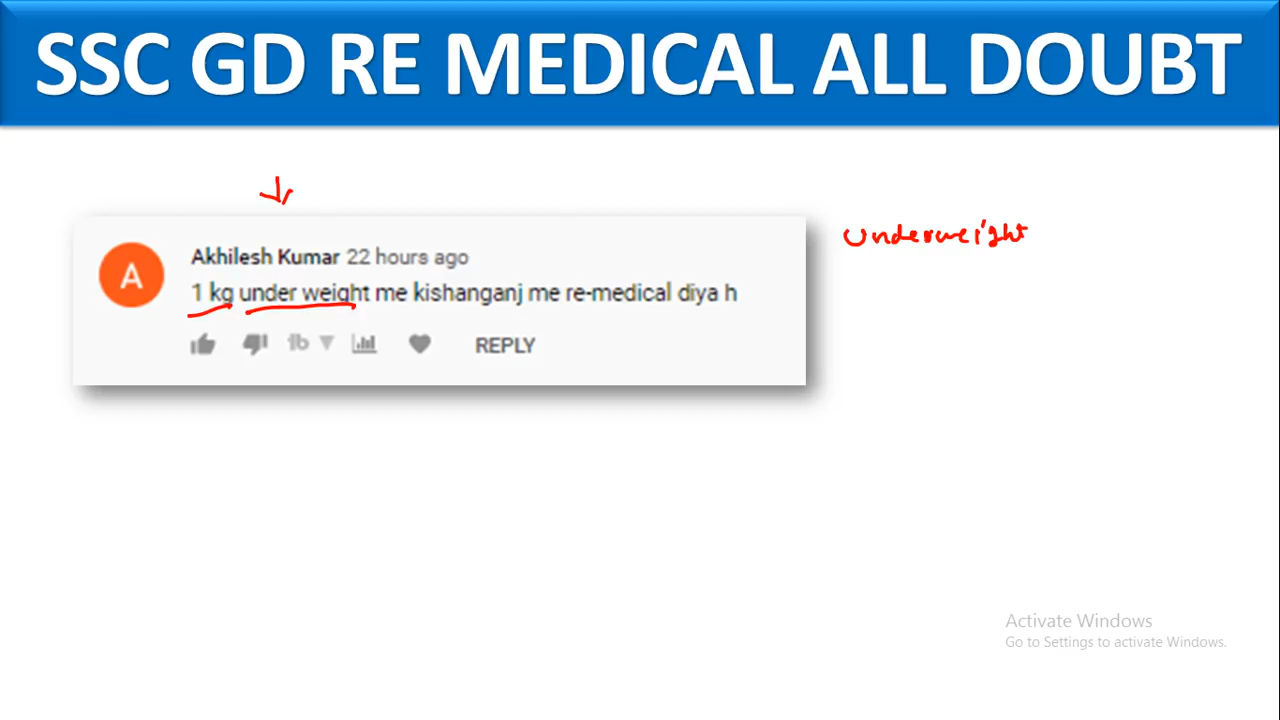 SSC GD RE MEDICAL ALL DOUBT
A
Akhilesh Kumar 22 hours ago
1 kg under weight me kishanganj me re-medical diya h
REPLY
Underweight
Activate Windows
Go to Settings to activate Windows.